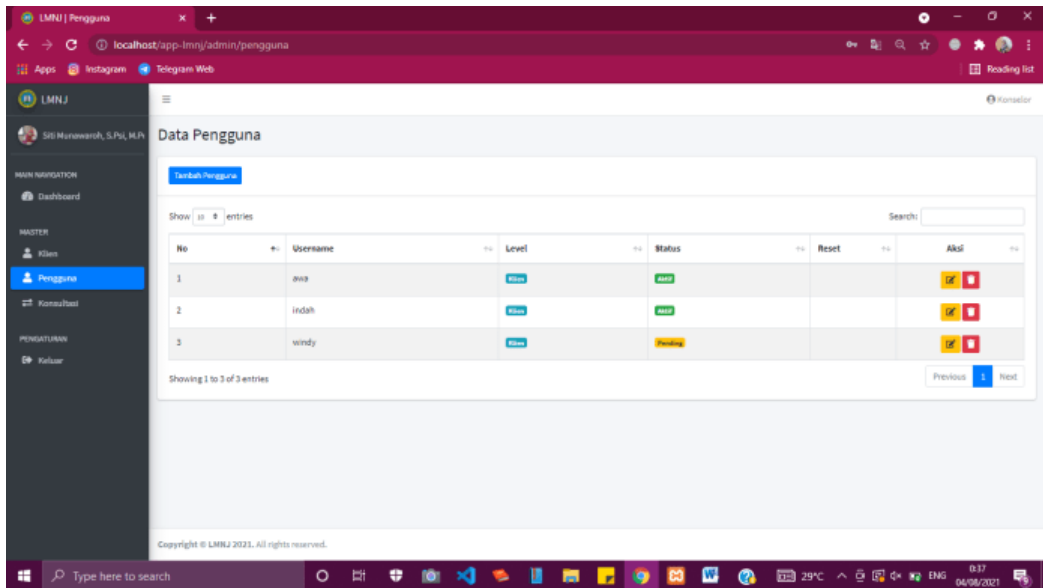 LMNJ | Pengguna
localhost/app-lmnj/admin/pengguna
Apps Instagram Telegram Web Reading list
LMNJ Konselor
Siti Munawaroh, S.Psi, M.Ps
Data Pengguna
Tambah Pengguna
MAIN NAVIGATION
Dashboard
MASTER
Klien
Pengguna
Konsultasi
PENGATURAN
Keluar
Show 10 entries Search:
No Username Level Status Reset Aksi
1 awa Klien Aktif
2 indah Klien Aktif
3 windy Klien Pending
Showing 1 to 3 of 3 entries Previous 1 Next
Copyright © LMNJ 2021. All rights reserved.
Type here to search 29°C ENG 0:37
04/08/2021